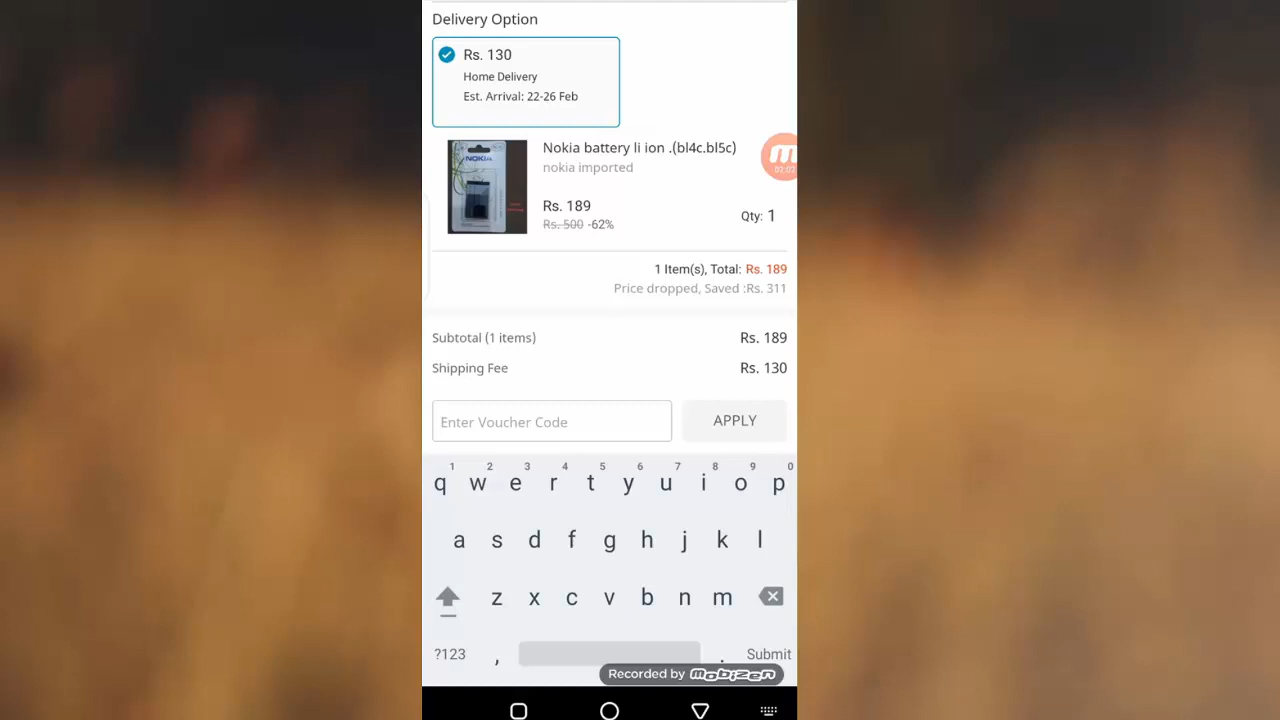 Delivery Option
Rs. 130
Home Delivery
Est. Arrival: 22-26 Feb
NOKIA
Nokia battery li ion .(bl4c.bl5c)
nokia imported
02:02
Rs. 189
Rs. 500 -62%
Qty: 1
1 Item(s), Total: Rs. 189
Price dropped, Saved :Rs. 311
Subtotal (1 items) Rs. 189
Shipping Fee Rs. 130
Enter Voucher Code APPLY
1 2 3 4 5 6 7 8 9 0
q w e r t y u i o p
a s d f g h j k l
z x c v b n m
?123 , . Submit
Recorded by mobizen